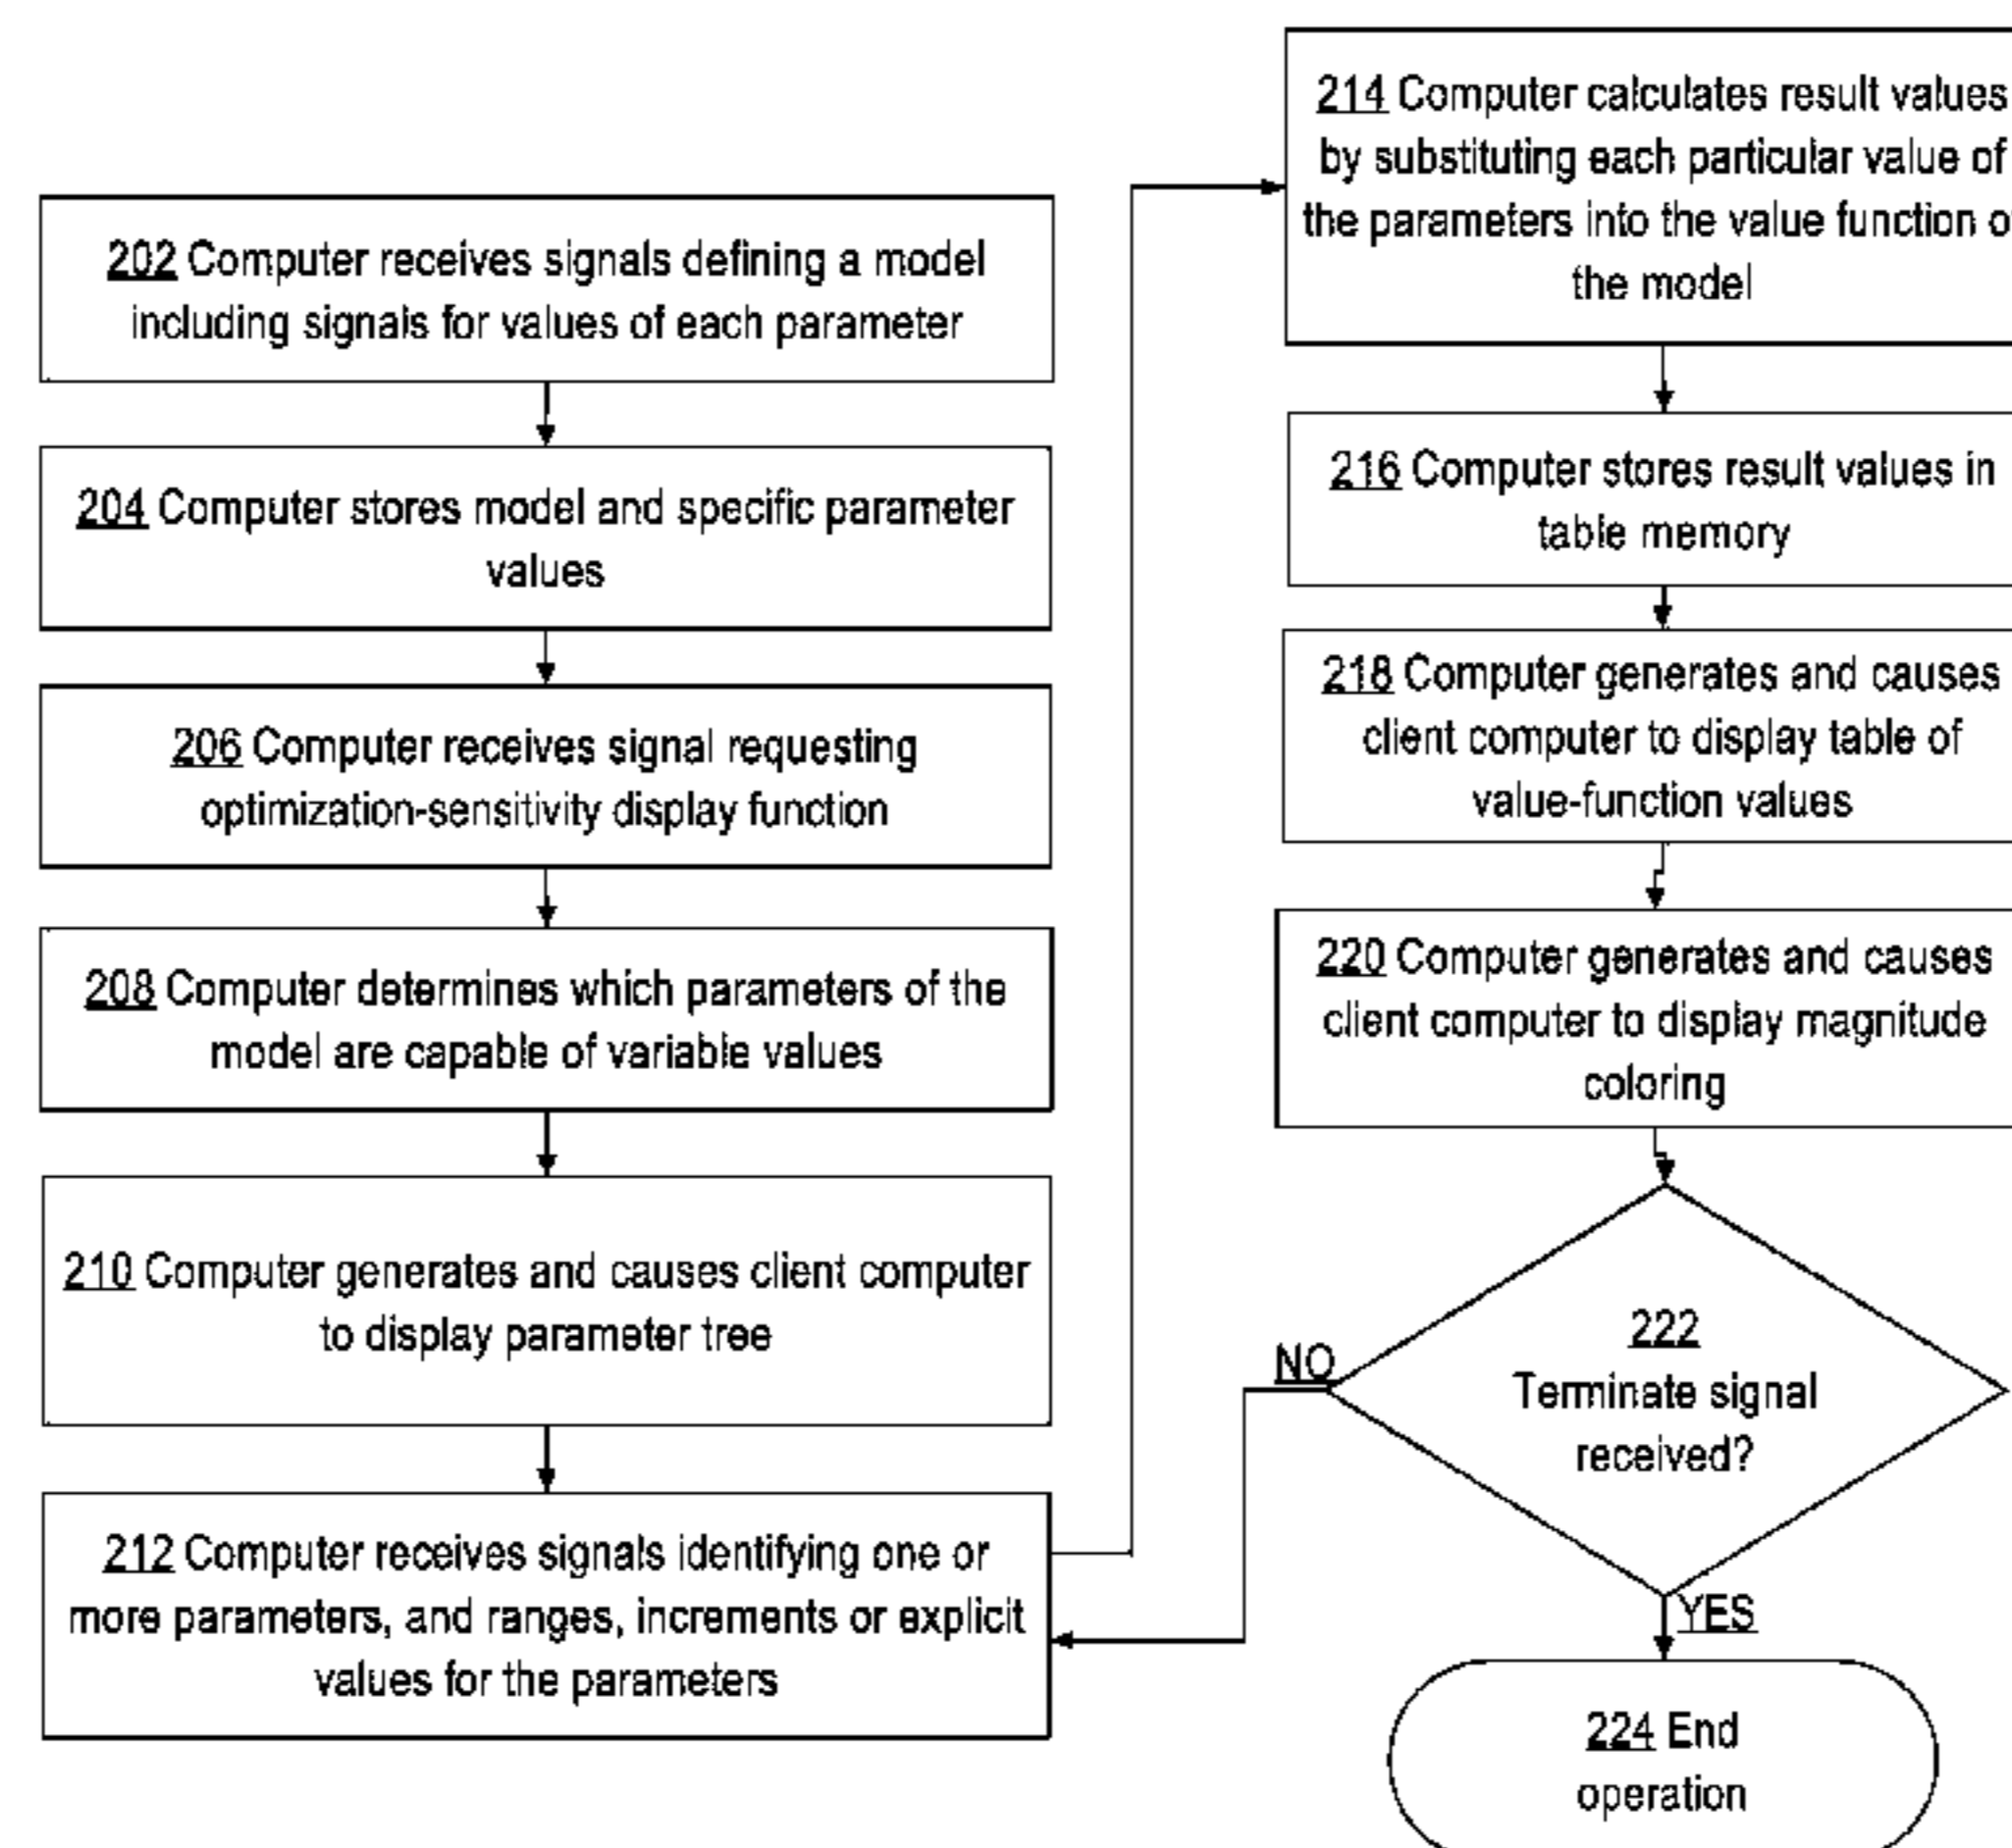 202 Computer receives signals defining a model
including signals for values of each parameter
204 Computer stores model and specific parameter
values
206 Computer receives signal requesting
optimization-sensitivity display function
208 Computer determines which parameters of the
model are capable of variable values
210 Computer generates and causes client computer
to display parameter tree
212 Computer receives signals identifying one or
more parameters, and ranges, increments or explicit
values for the parameters
214 Computer calculates result values
by substituting each particular value of
the parameters into the value function of
the model
216 Computer stores result values in
table memory
218 Computer generates and causes
client computer to display table of
value-function values
220 Computer generates and causes
client computer to display magnitude
coloring
222
Terminate signal
received?
NO
YES
224 End
operation